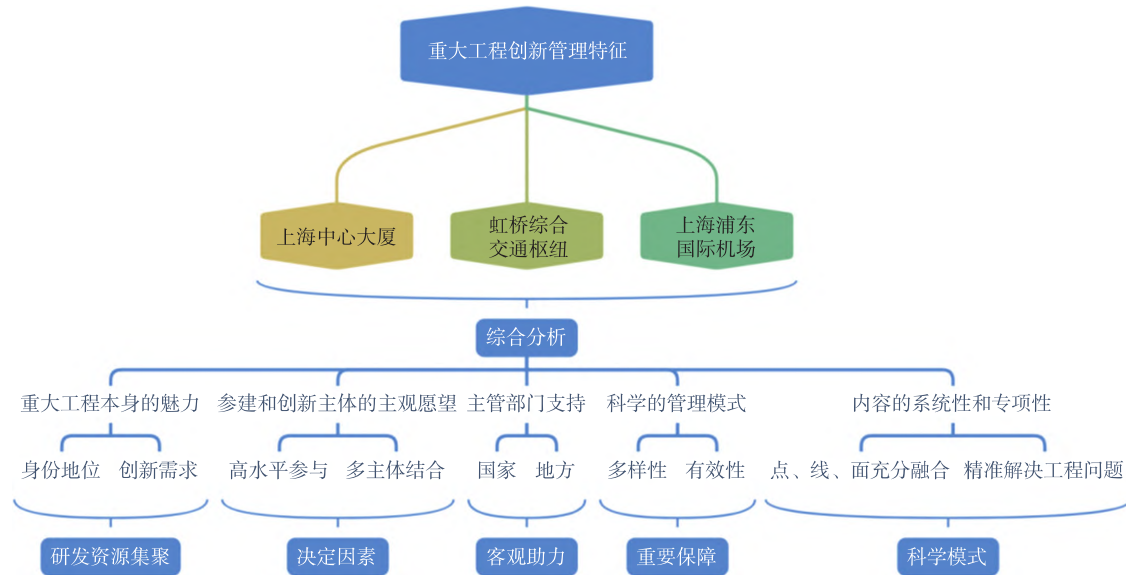 重大工程创新管理特征
上海中心大厦
虹桥综合
交通枢纽
上海浦东
国际机场
综合分析
重大工程本身的魅力 参建和创新主体的主观愿望 主管部门支持 科学的管理模式 内容的系统性和专项性
身份地位 创新需求 高水平参与 多主体结合 国家 地方 多样性 有效性 点、线、面充分融合 精准解决工程问题
研发资源集聚 决定因素 客观助力 重要保障 科学模式